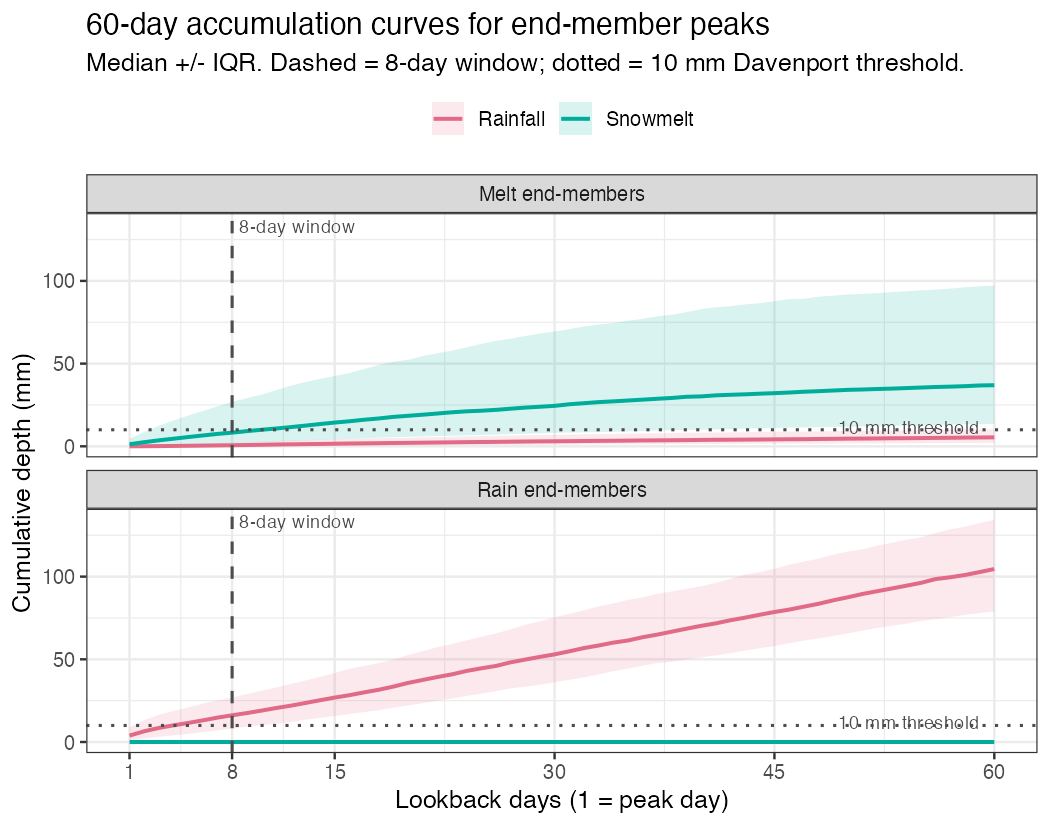 60-day accumulation curves for end-member peaks
Median +/- IQR. Dashed = 8-day window; dotted = 10 mm Davenport threshold.
Rainfall Snowmelt
Melt end-members
8-day window
100
50
10 mm threshold
0
Cumulative depth (mm)
Rain end-members
8-day window
100
50
10 mm threshold
0
1 8 15 30 45 60
Lookback days (1 = peak day)